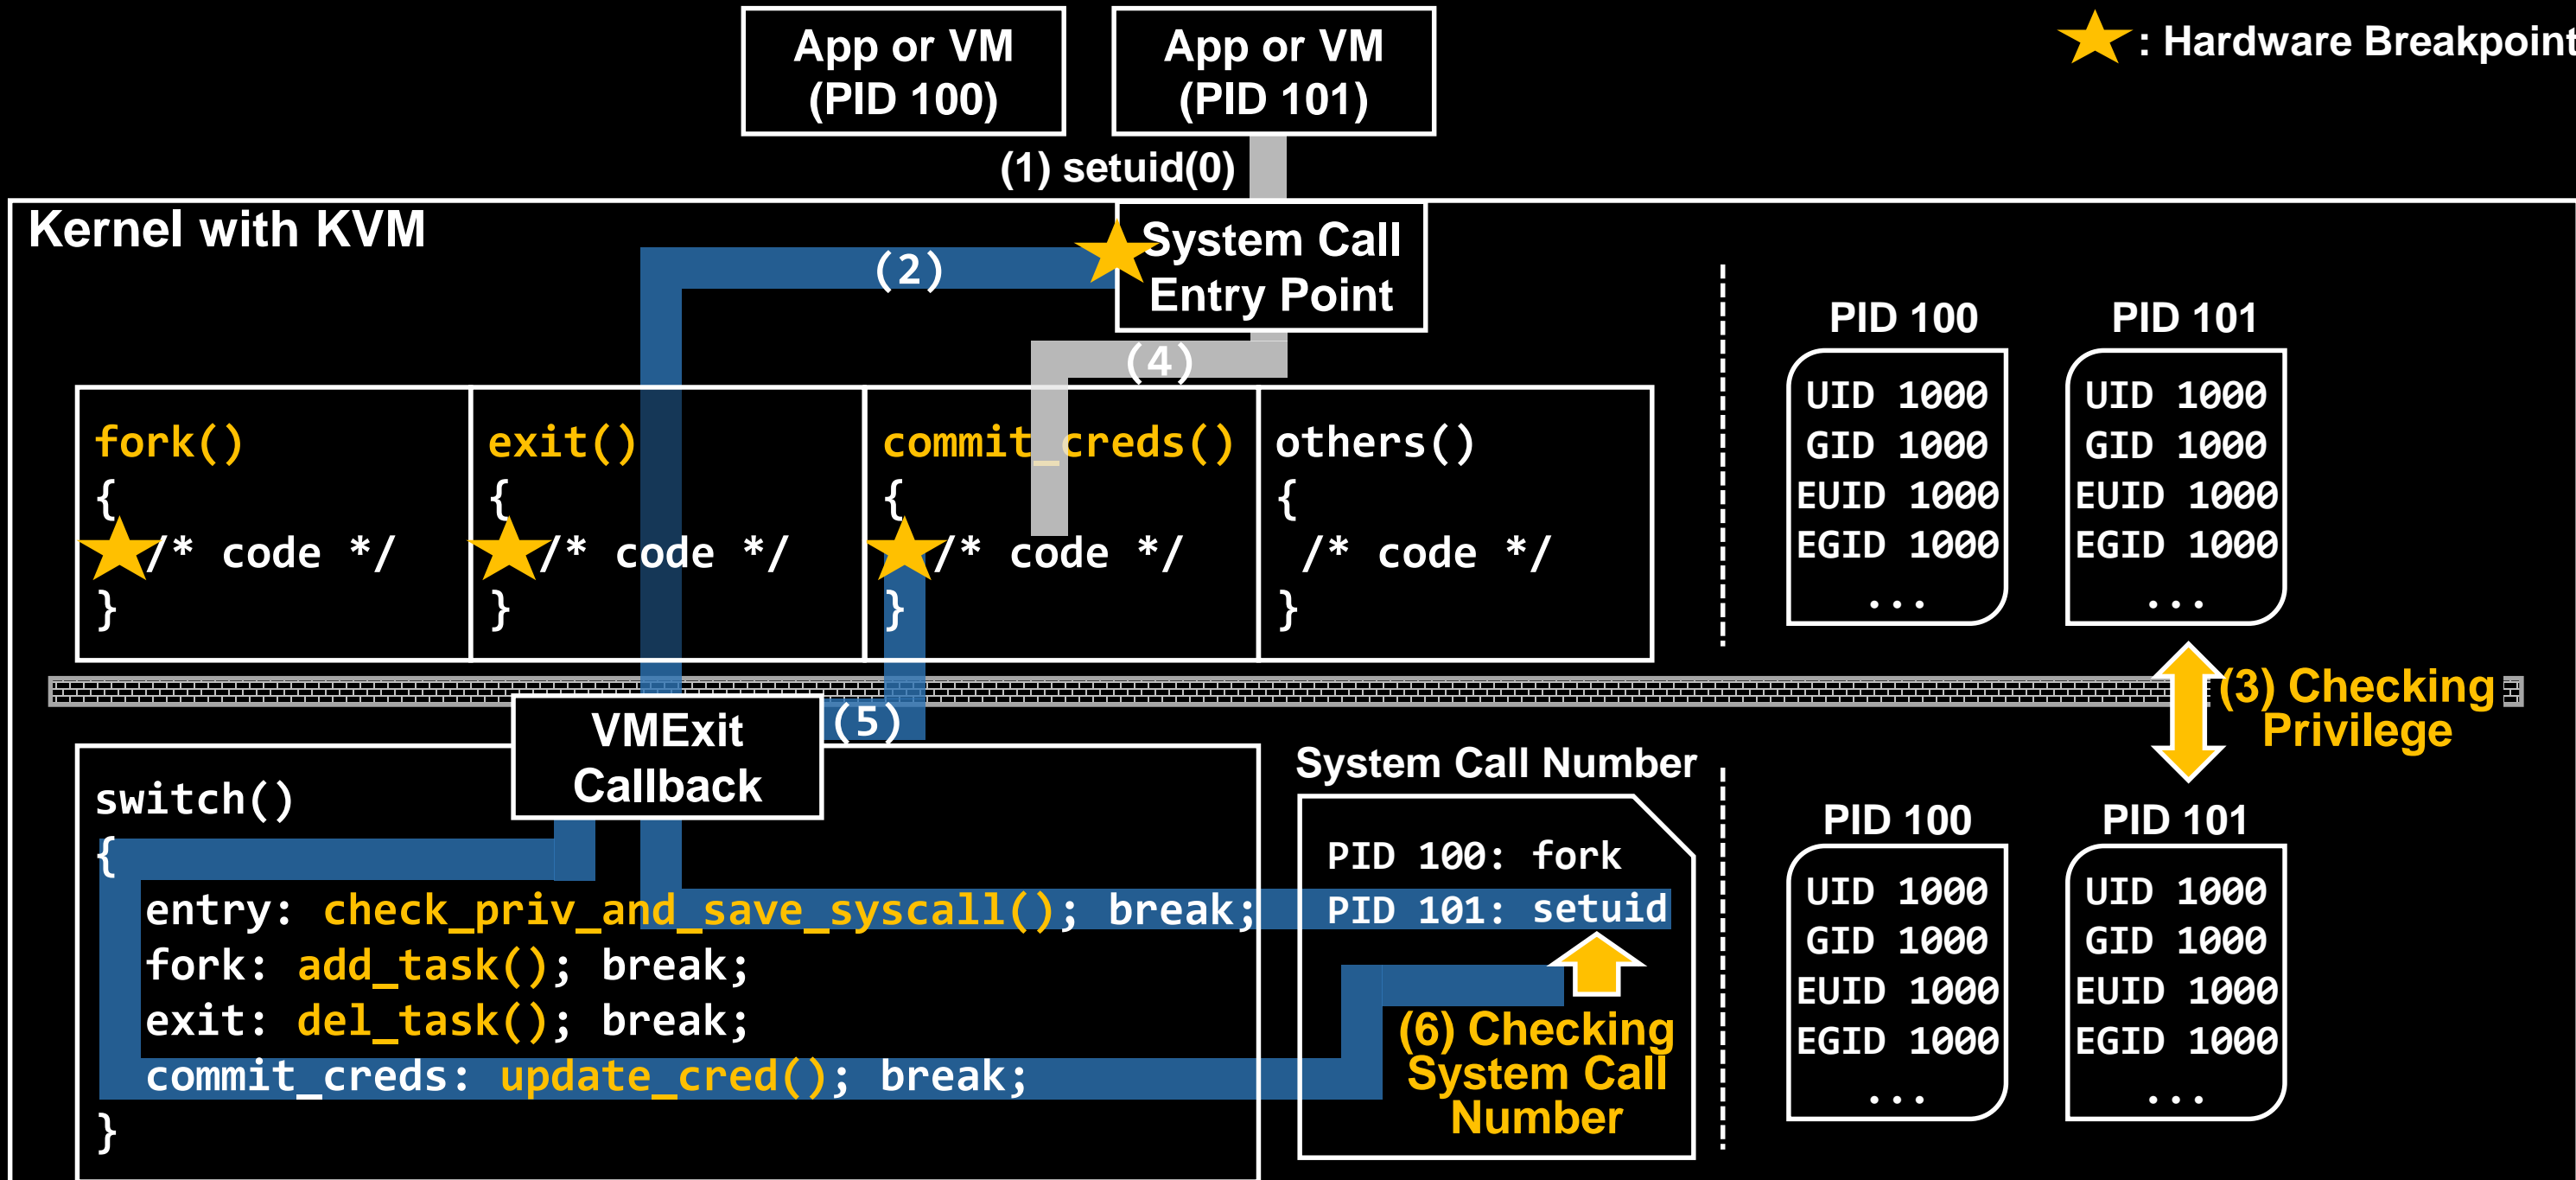 App or VM
(PID 100)
App or VM
(PID 101)
: Hardware Breakpoint
(1) setuid(0)
Kernel with KVM
System Call
Entry Point
(2)
(4)
fork()
{
/* code */
}
exit()
{
/* code */
}
commit_creds()
{
/* code */
}
others()
{
/* code */
}
PID 100
UID 1000
GID 1000
EUID 1000
EGID 1000
...
PID 101
UID 1000
GID 1000
EUID 1000
EGID 1000
...
(3) Checking
Privilege
VMExit
Callback
(5)
switch()
{
entry: check_priv_and_save_syscall(); break;
fork: add_task(); break;
exit: del_task(); break;
commit_creds: update_cred(); break;
}
System Call Number
PID 100: fork
PID 101: setuid
(6) Checking
System Call
Number
PID 100
UID 1000
GID 1000
EUID 1000
EGID 1000
...
PID 101
UID 1000
GID 1000
EUID 1000
EGID 1000
...